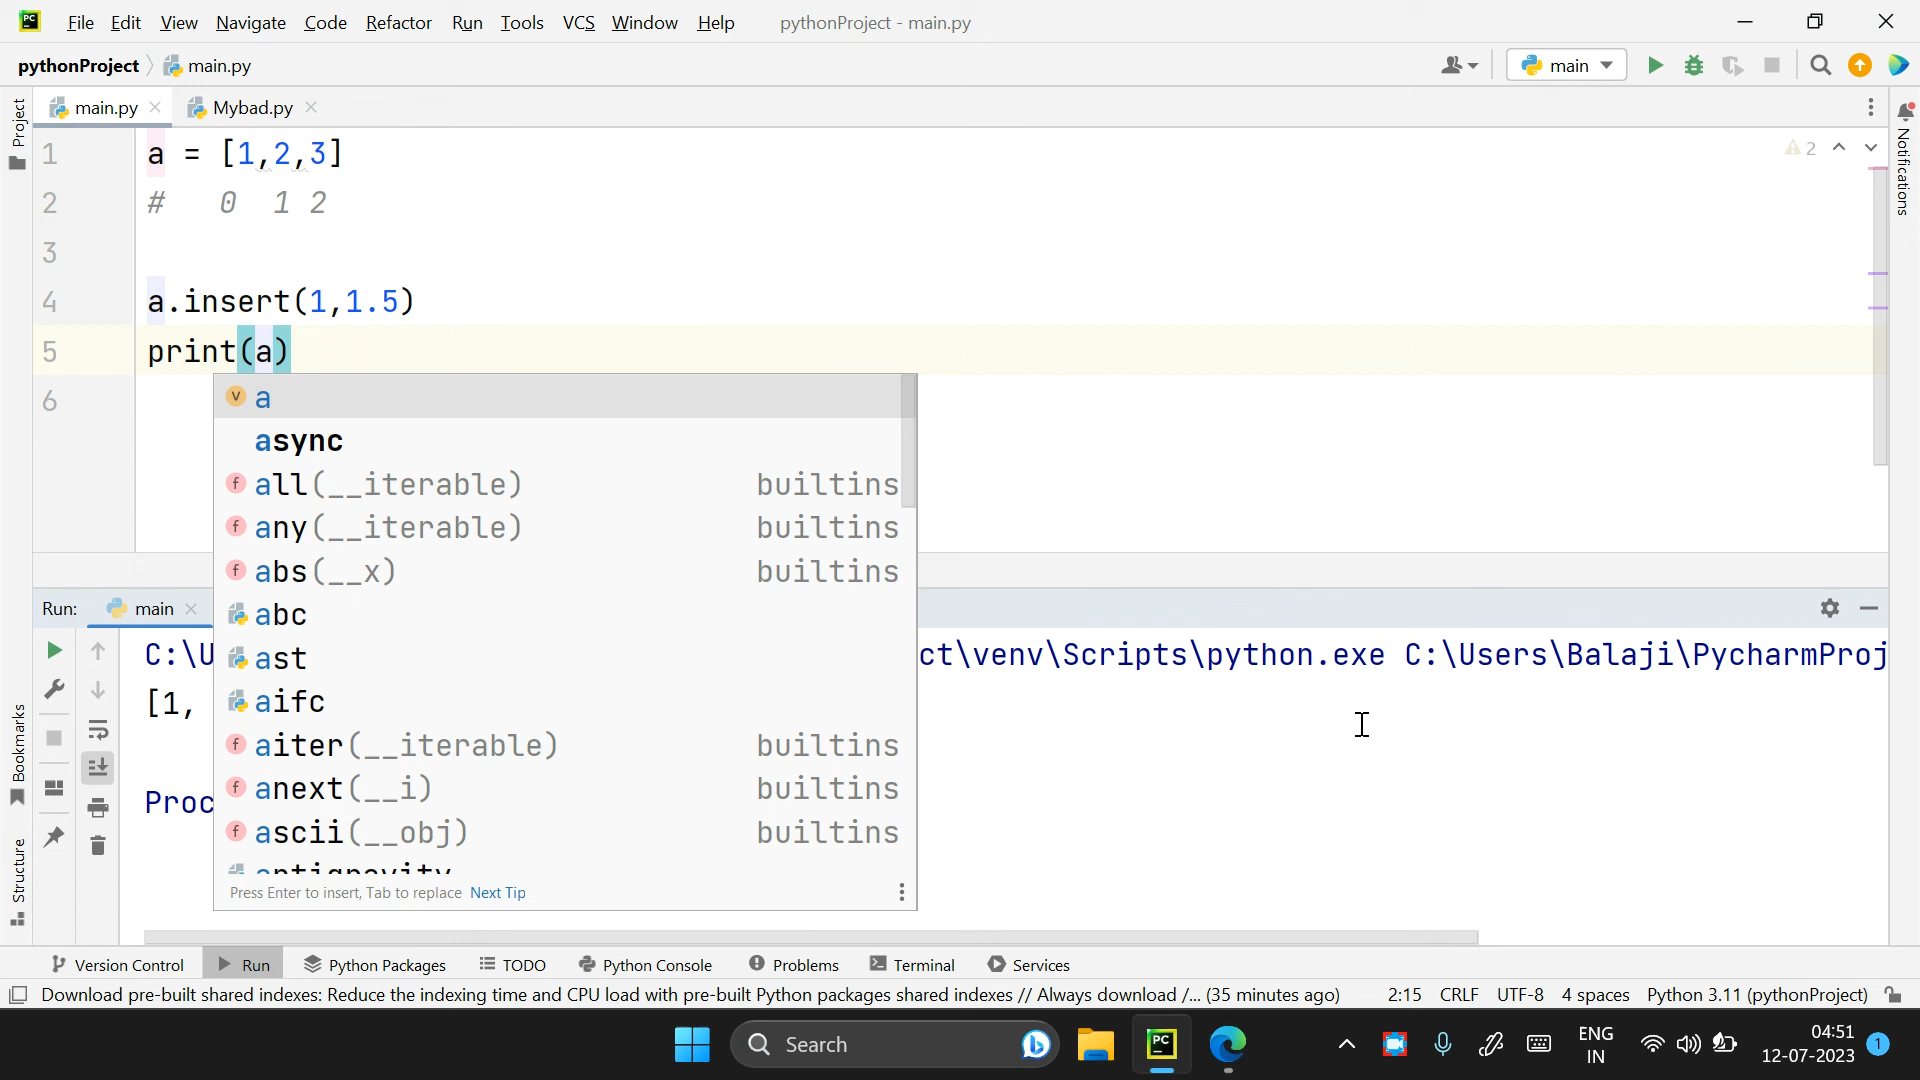 PC File Edit View Navigate Code Refactor Run Tools VCS Window Help pythonProject - main.py
pythonProject main.py main
main.py Mybad.py
Project
Notifications
1 a = [1,2,3]
2 # 0 1 2
3
4 a.insert(1,1.5)
5 print(a)
6
2
v a
async
f all(__iterable) builtins
f any(__iterable) builtins
f abs(__x) builtins
abc
ast
aifc
f aiter(__iterable) builtins
f anext(__i) builtins
f ascii(__obj) builtins
antigravity
Press Enter to insert, Tab to replace Next Tip
Run: main
C:\U ct\venv\Scripts\python.exe C:\Users\Balaji\PycharmProj
[1,
Proc
Bookmarks
Structure
Version Control Run Python Packages TODO Python Console Problems Terminal Services
Download pre-built shared indexes: Reduce the indexing time and CPU load with pre-built Python packages shared indexes // Always download /... (35 minutes ago) 2:15 CRLF UTF-8 4 spaces Python 3.11 (pythonProject)
Search PC ENG IN 04:51 12-07-2023 1